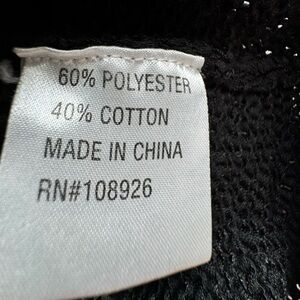 60% POLYESTER
40% COTTON
MADE IN CHINA
RN#108926